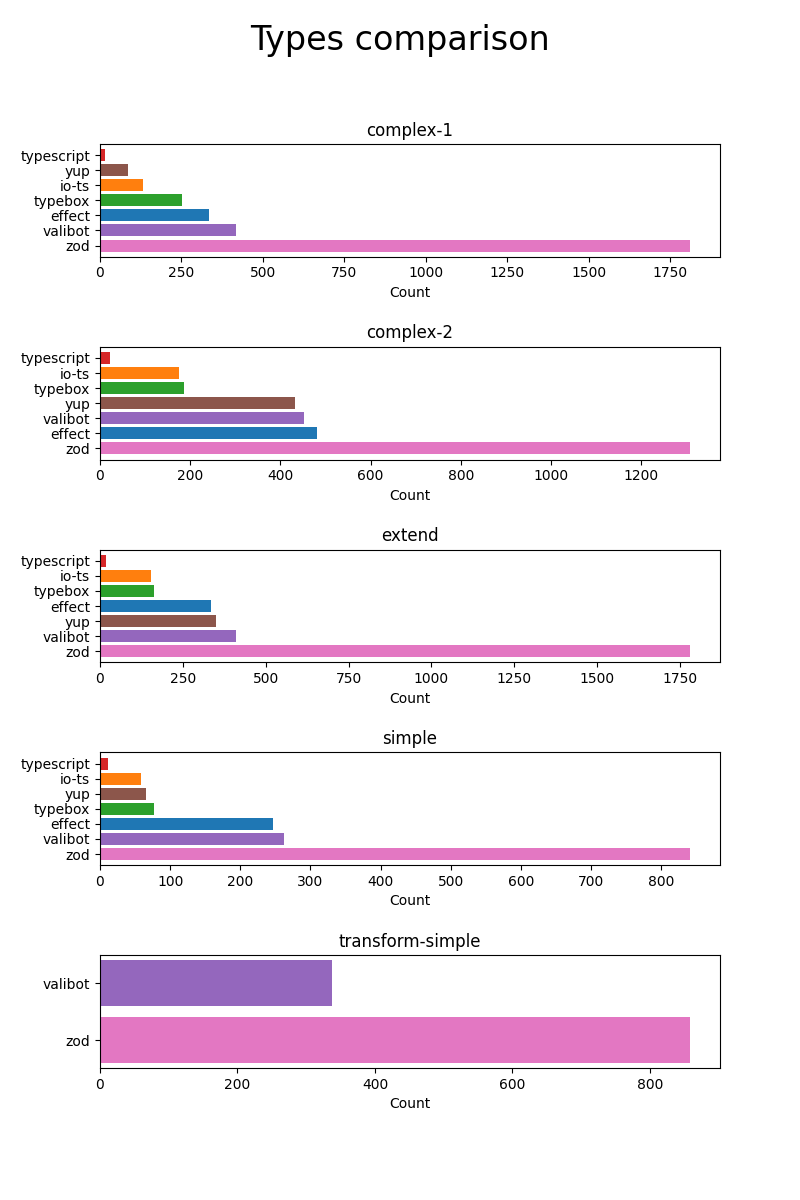 Types comparison
complex-1
typescript
yup
io-ts
typebox
effect
valibot
zod
0 250 500 750 1000 1250 1500 1750
Count
complex-2
typescript
io-ts
typebox
yup
valibot
effect
zod
0 200 400 600 800 1000 1200
Count
extend
typescript
io-ts
typebox
effect
yup
valibot
zod
0 250 500 750 1000 1250 1500 1750
Count
simple
typescript
io-ts
yup
typebox
effect
valibot
zod
0 100 200 300 400 500 600 700 800
Count
transform-simple
valibot
zod
0 200 400 600 800
Count